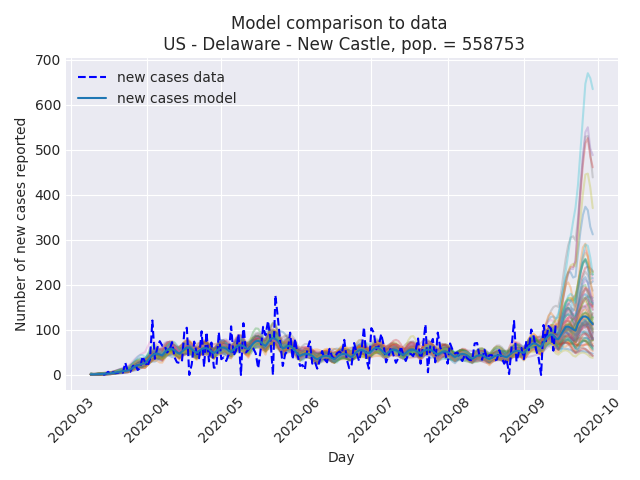 Model comparison to data
US - Delaware - New Castle, pop. = 558753
700
600
500
400
300
200
100
0
new cases data
new cases model
Number of new cases reported
2020-03
2020-04
2020-05
2020-06
2020-07
2020-08
2020-09
2020-10
Day